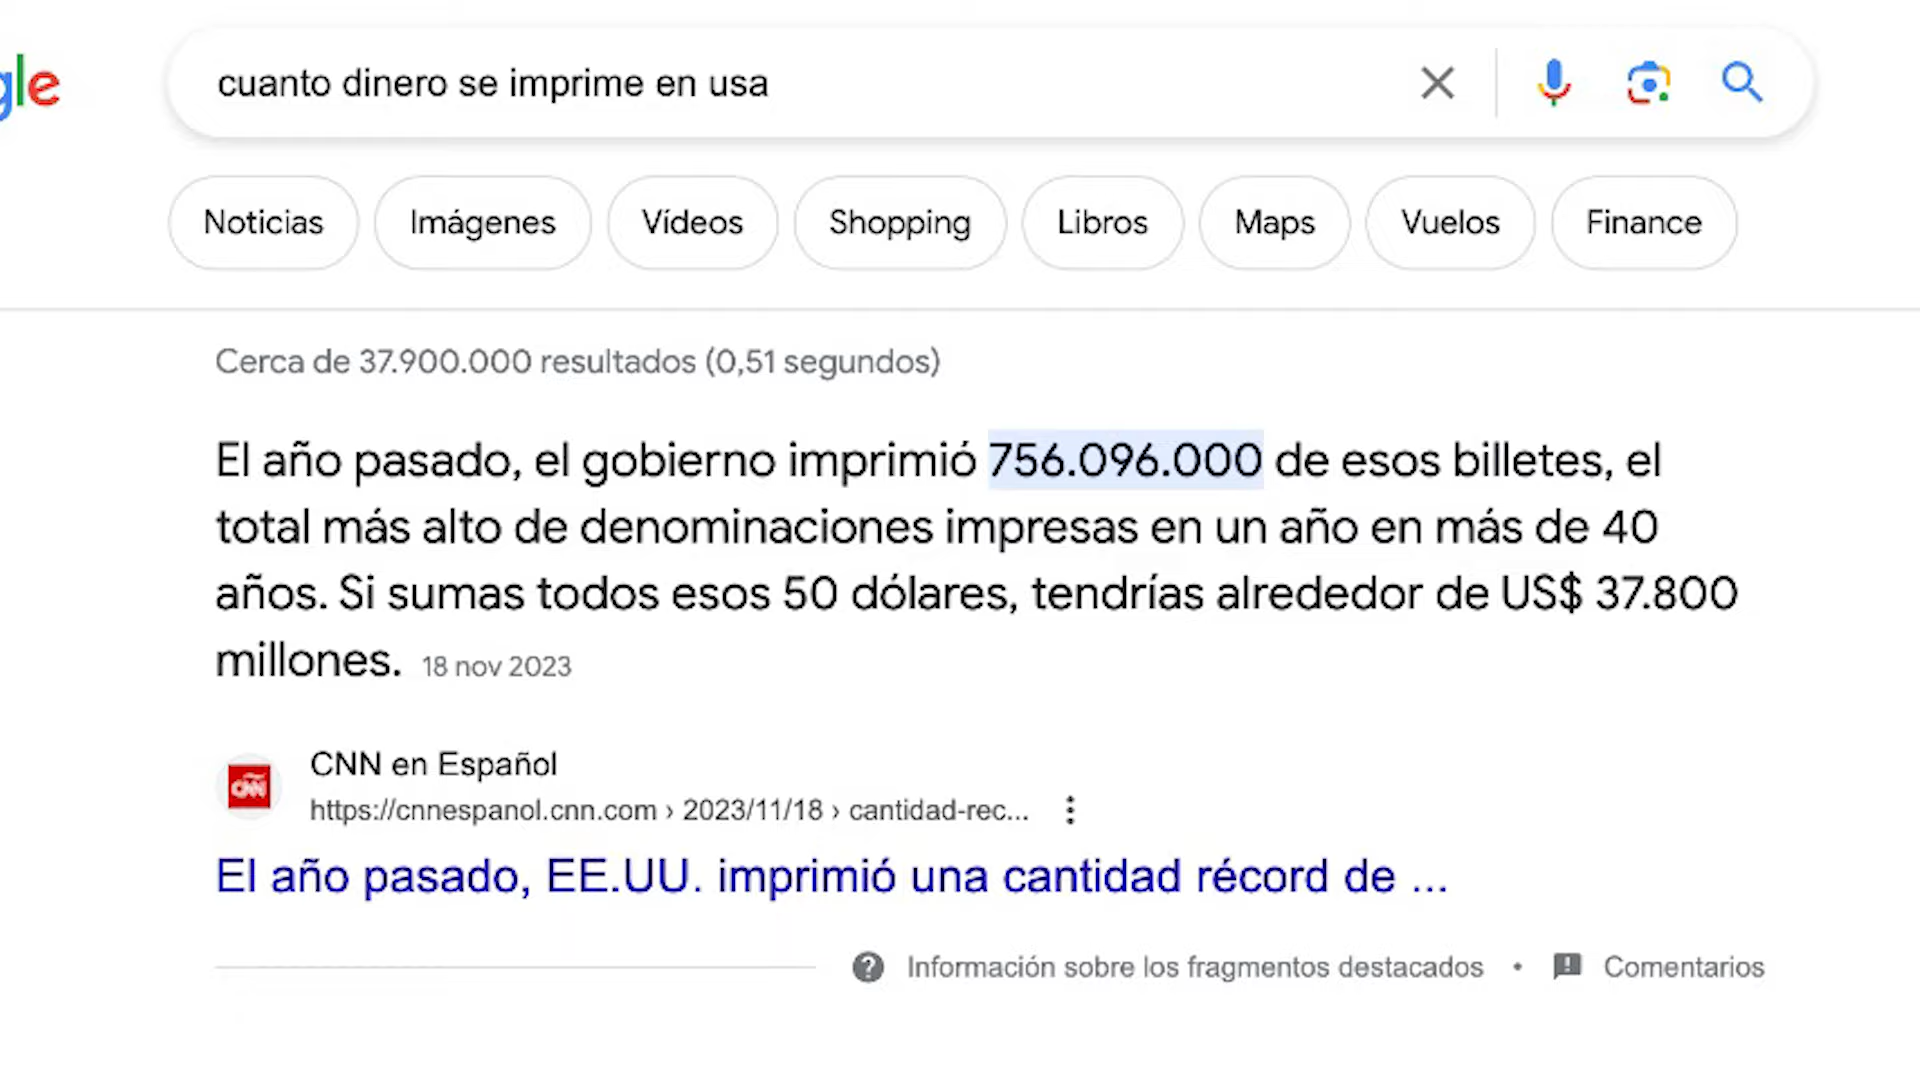 gle
cuanto dinero se imprime en usa
Noticias
Imágenes
Vídeos
Shopping
Libros
Maps
Vuelos
Finance
Cerca de 37.900.000 resultados (0,51 segundos)
El año pasado, el gobierno imprimió 756.096.000 de esos billetes, el
total más alto de denominaciones impresas en un año en más de 40
años. Si sumas todos esos 50 dólares, tendrías alrededor de US$ 37.800
millones. 18 nov 2023
CNN
CNN en Español
https://cnnespanol.cnn.com › 2023/11/18 › cantidad-rec...
El año pasado, EE.UU. imprimió una cantidad récord de ...
Información sobre los fragmentos destacados • Comentarios